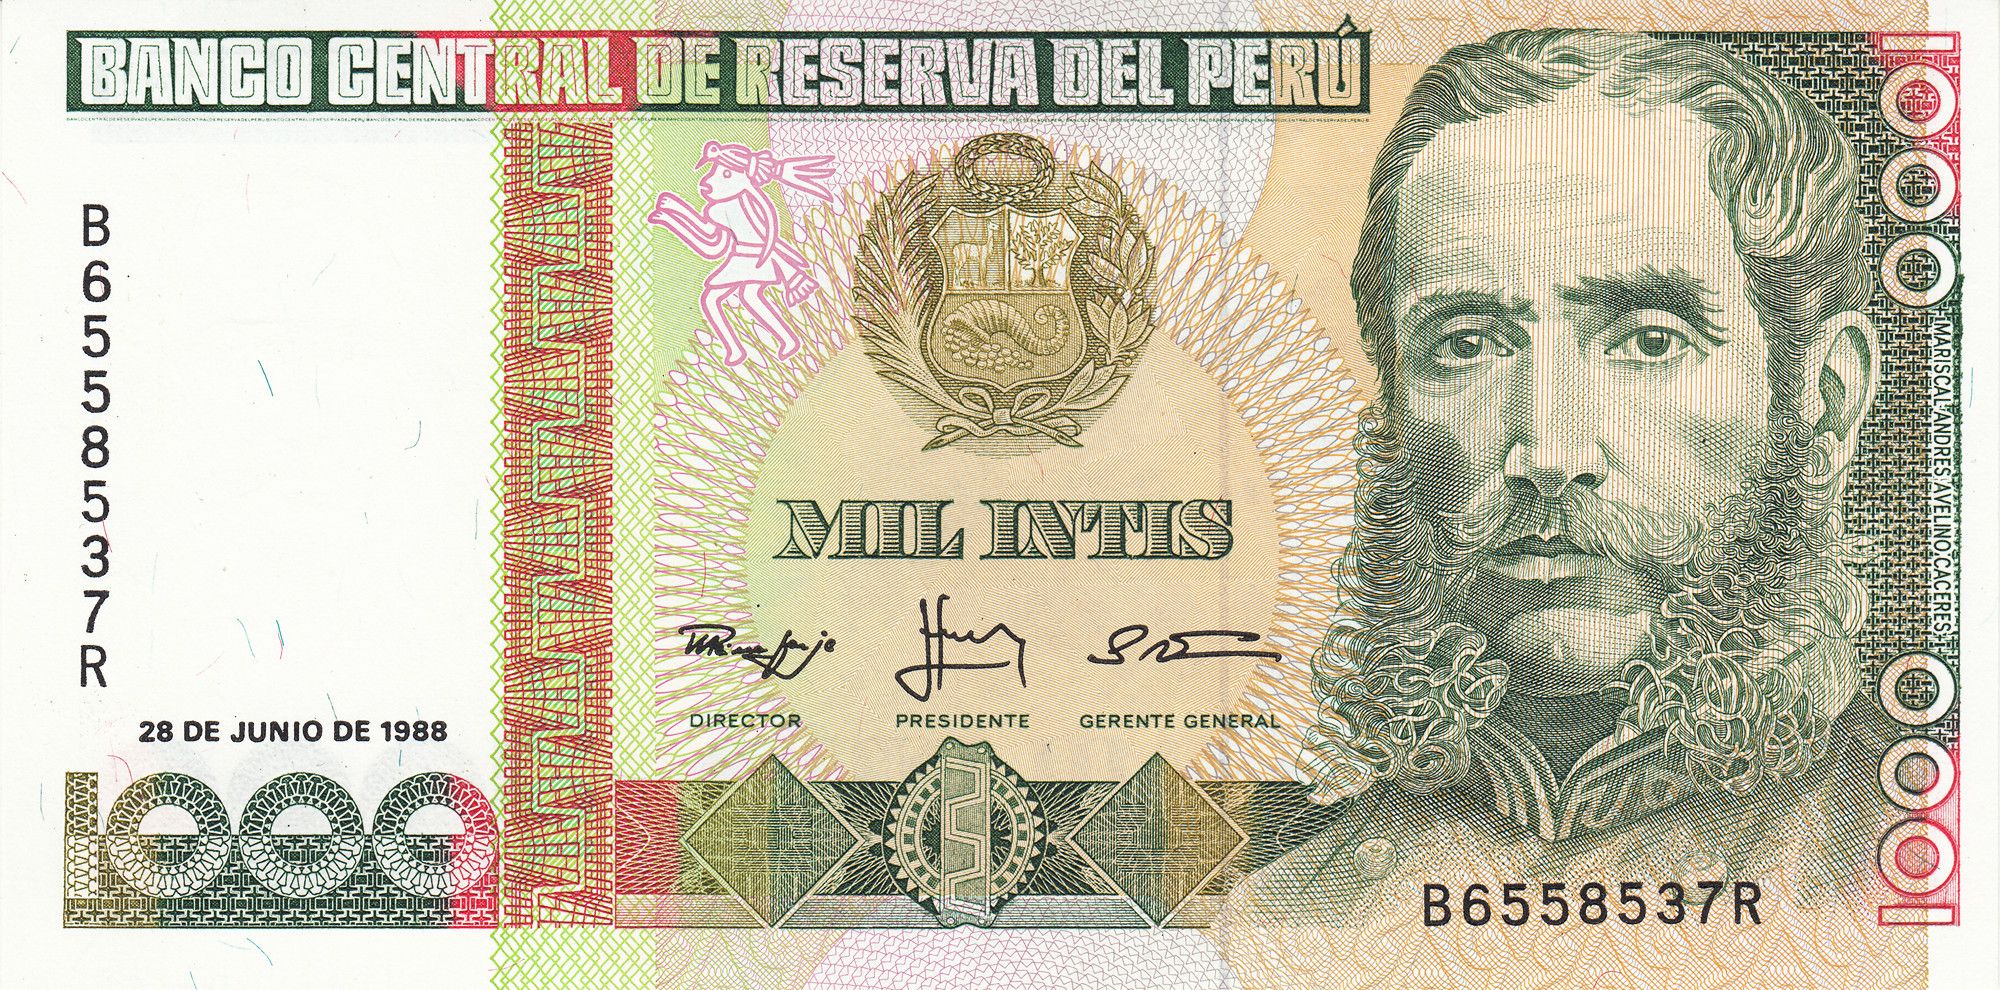 BANCO CENTRAL DE RESERVA DEL PERÚ
B6558537R
28 DE JUNIO DE 1988
1000
MIL INTIS
DIRECTOR
PRESIDENTE
GERENTE GENERAL
1000
MARISCAL ANDRES AVELINO CACERES
1000
B6558537R